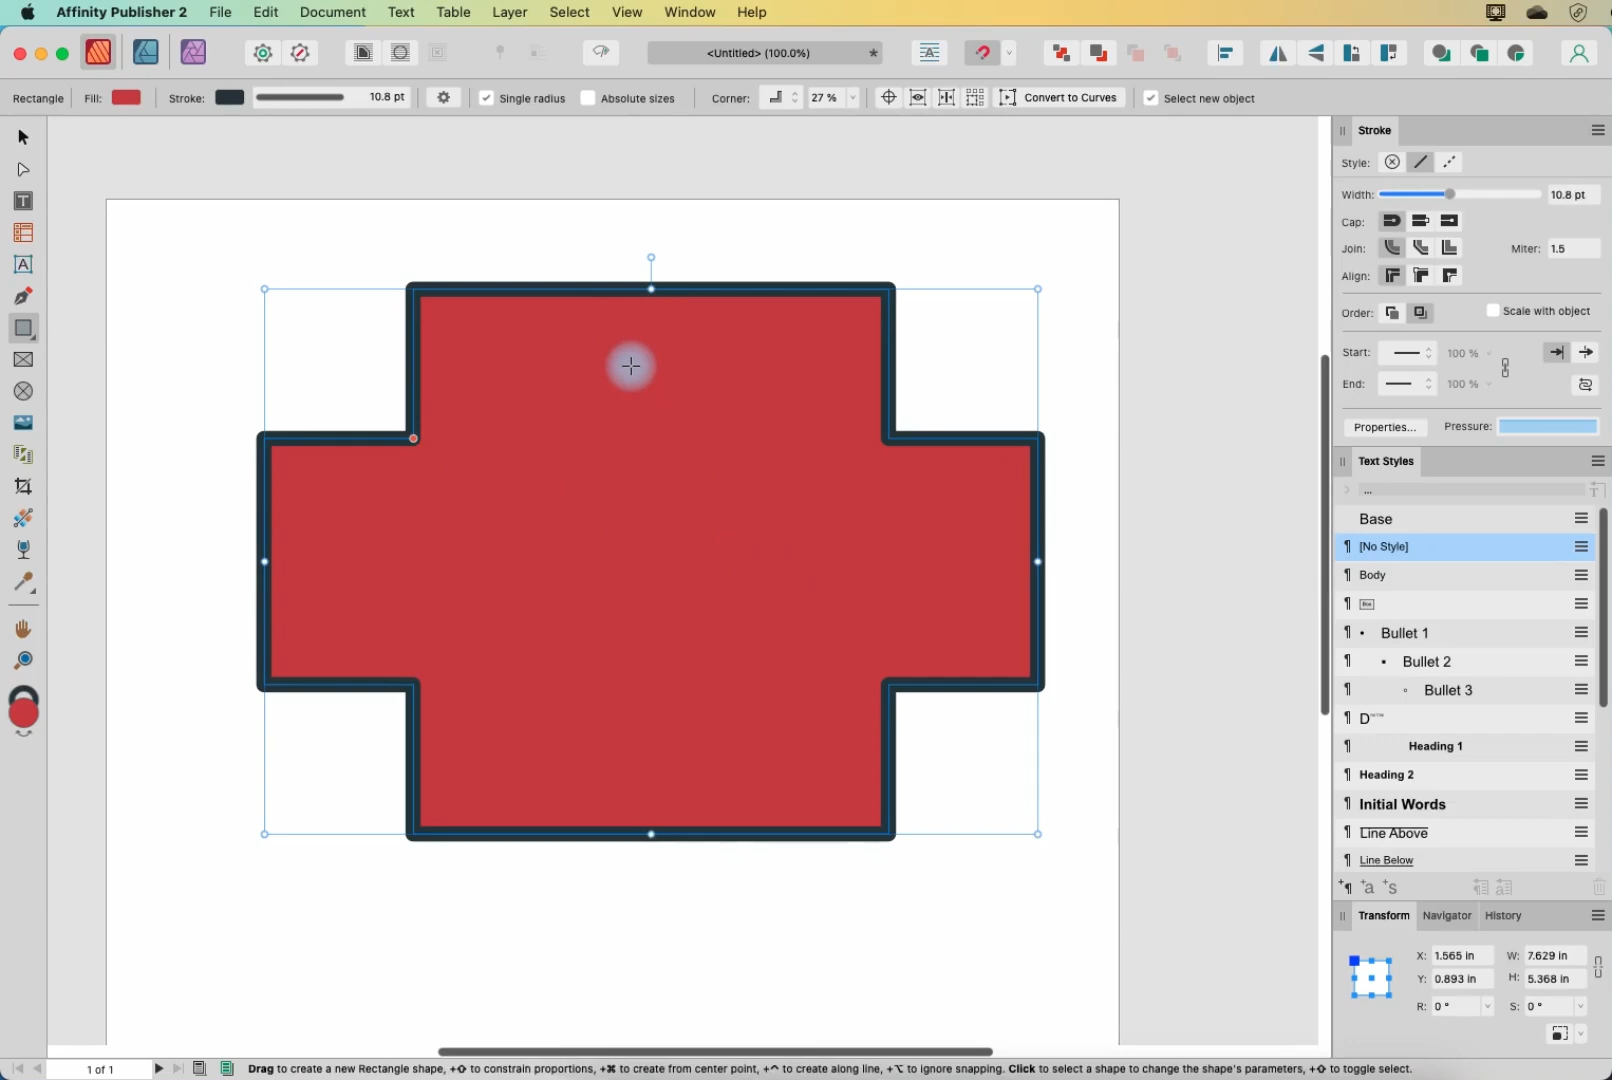 Affinity Publisher 2 File Edit Document Text Table Layer Select View Window Help
<Untitled> (100.0%) *
Rectangle Fill: Stroke: 10.8 pt Single radius Absolute sizes Corner: 27 % Convert to Curves Select new object
Stroke
Style:
Width: 10.8 pt
Cap:
Join: Miter: 1.5
Align:
Order: Scale with object
Start: 100 %
End: 100 %
Properties... Pressure:
Text Styles
...
Base
[No Style]
Body
Bullet 1
Bullet 2
Bullet 3
Heading 1
Heading 2
Initial Words
Line Above
Line Below
Transform Navigator History
X: 1.565 in W: 7.629 in
Y: 0.893 in H: 5.368 in
R: 0 ° S: 0 °
1 of 1 Drag to create a new Rectangle shape, +⇧ to constrain proportions, +⌘ to create from center point, +⌃ to create along line, +⌥ to ignore snapping. Click to select a shape to change the shape's parameters, +⇧ to toggle select.